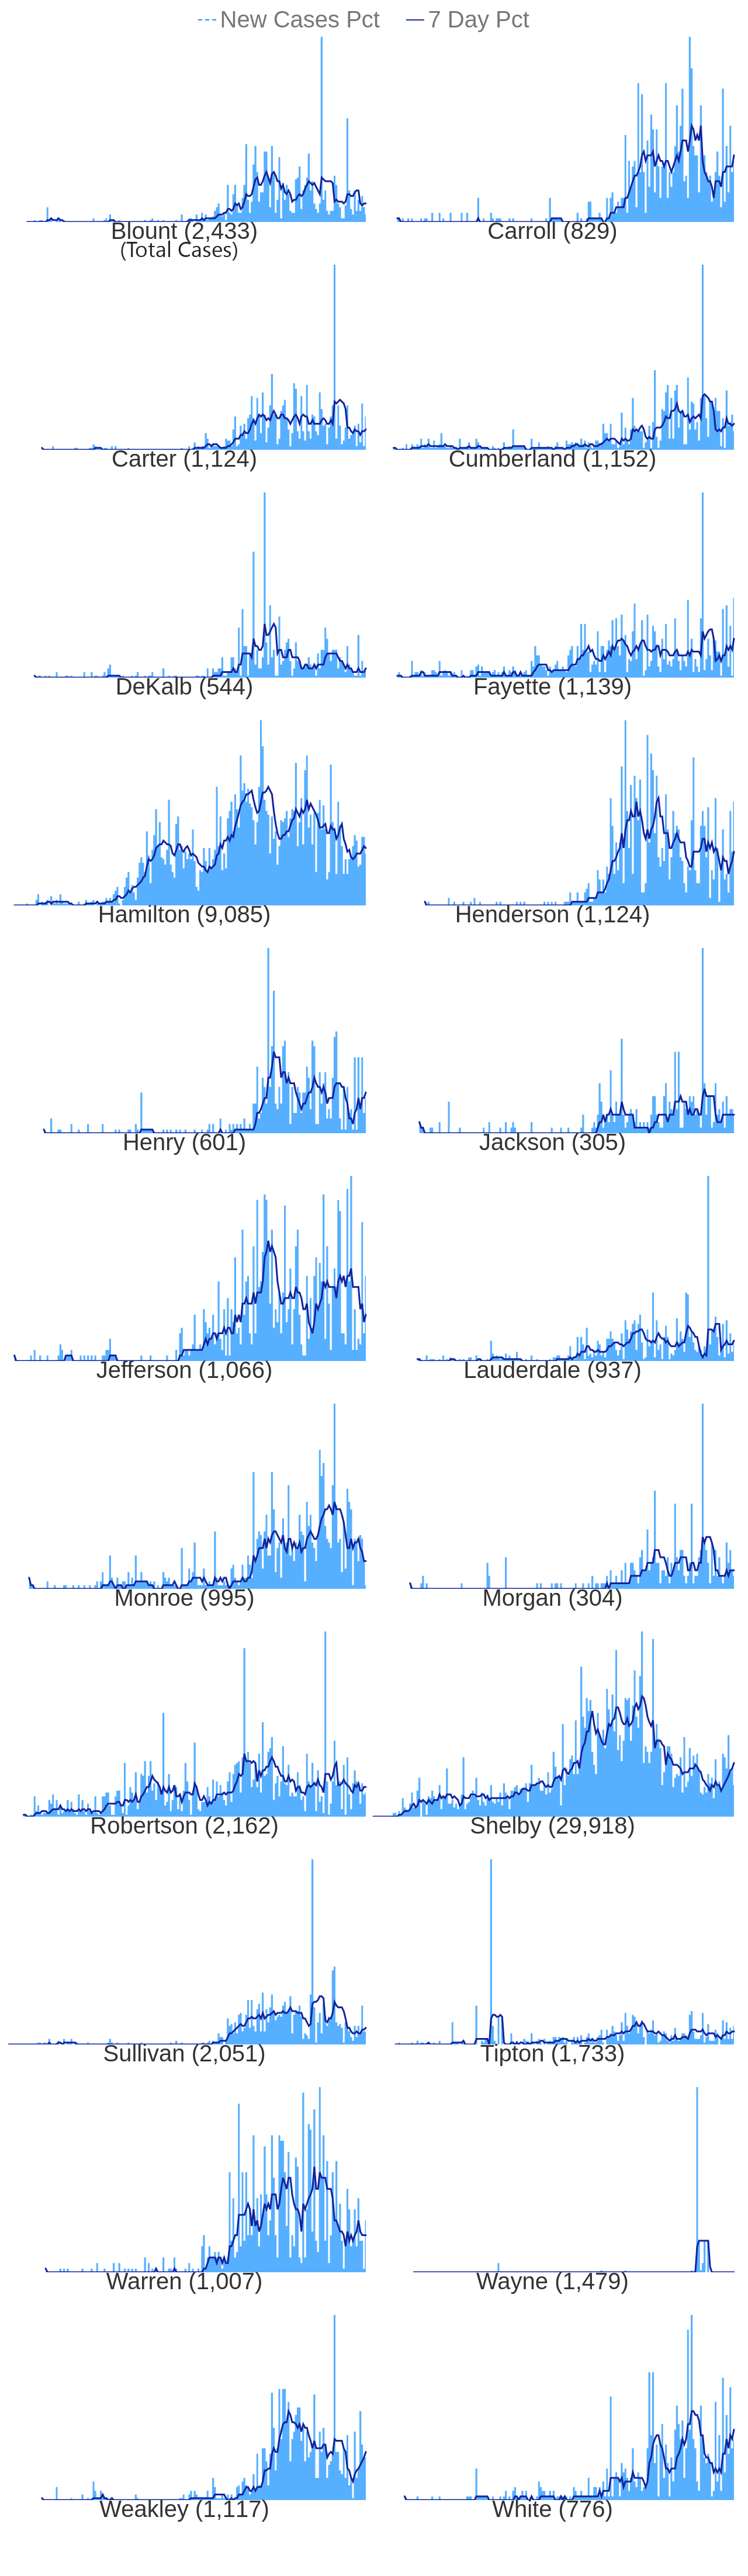 New Cases Pct 7 Day Pct
Blount (2,433) Carroll (829)
(Total Cases)
Carter (1,124) Cumberland (1,152)
DeKalb (544) Fayette (1,139)
Hamilton (9,085) Henderson (1,124)
Henry (601) Jackson (305)
Jefferson (1,066) Lauderdale (937)
Monroe (995) Morgan (304)
Robertson (2,162) Shelby (29,918)
Sullivan (2,051) Tipton (1,733)
Warren (1,007) Wayne (1,479)
Weakley (1,117) White (776)